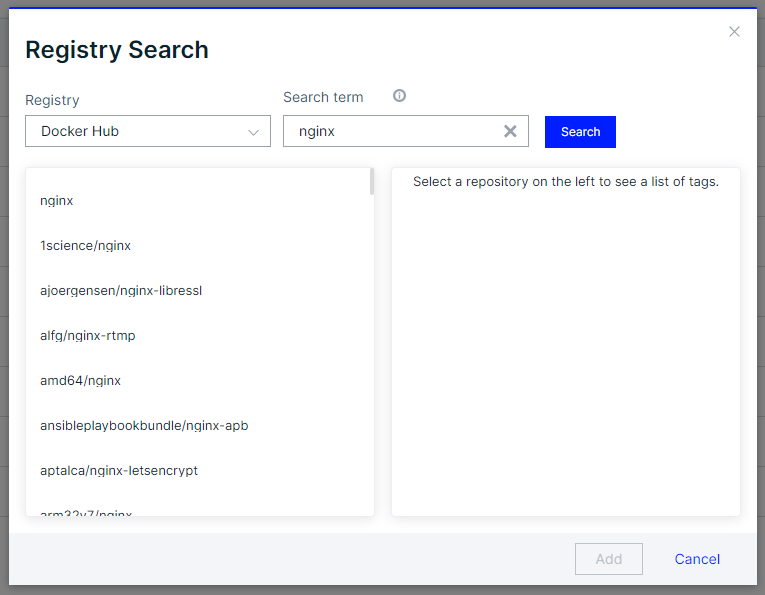 Registry Search
Registry
Search term
Docker Hub
nginx
Search
nginx
1science/nginx
ajoergensen/nginx-libressl
alfg/nginx-rtmp
amd64/nginx
ansibleplaybookbundle/nginx-apb
aptalca/nginx-letsencrypt
arm32v7/nginx
Select a repository on the left to see a list of tags.
Add
Cancel